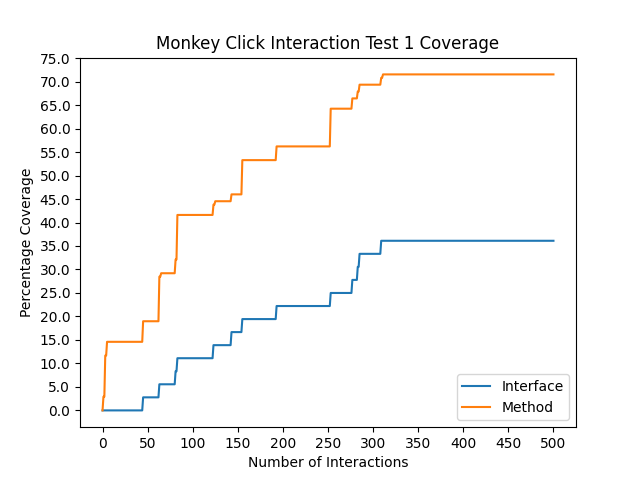 Monkey Click Interaction Test 1 Coverage
75.0
70.0
65.0
60.0
55.0
50.0
45.0
40.0
35.0
30.0
25.0
20.0
15.0
10.0
5.0
0.0
Percentage Coverage
Interface
Method
0 50 100 150 200 250 300 350 400 450 500
Number of Interactions